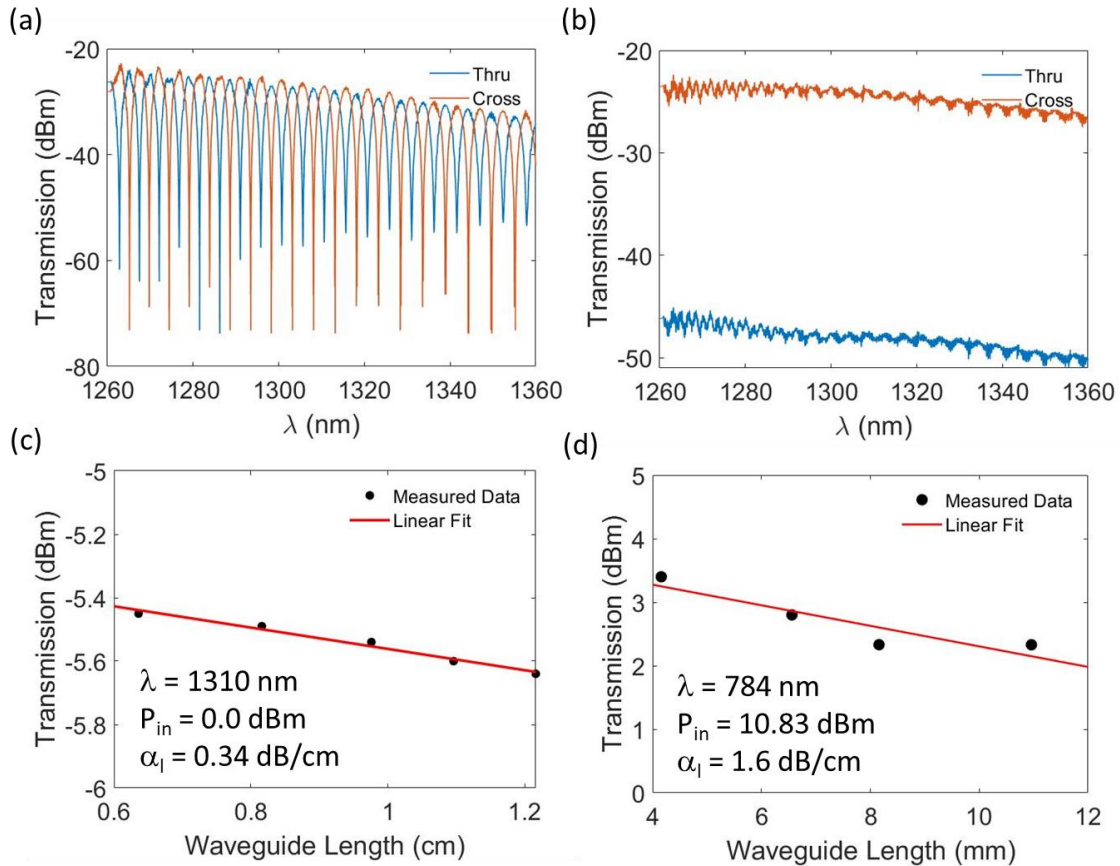 (a)
-20
-40
-60
-80
Transmission (dBm)
Thru
Cross
1260 1280 1300 1320 1340 1360
λ (nm)
(b)
-20
-30
-40
-50
Transmission (dBm)
Thru
Cross
1260 1280 1300 1320 1340 1360
λ (nm)
(c)
-5
-5.2
-5.4
-5.6
-5.8
-6
Transmission (dBm)
Measured Data
Linear Fit
λ = 1310 nm
Pin = 0.0 dBm
αl = 0.34 dB/cm
0.6 0.8 1 1.2
Waveguide Length (cm)
(d)
5
4
3
2
1
0
Transmission (dBm)
Measured Data
Linear Fit
λ = 784 nm
Pin = 10.83 dBm
αl = 1.6 dB/cm
4 6 8 10 12
Waveguide Length (mm)